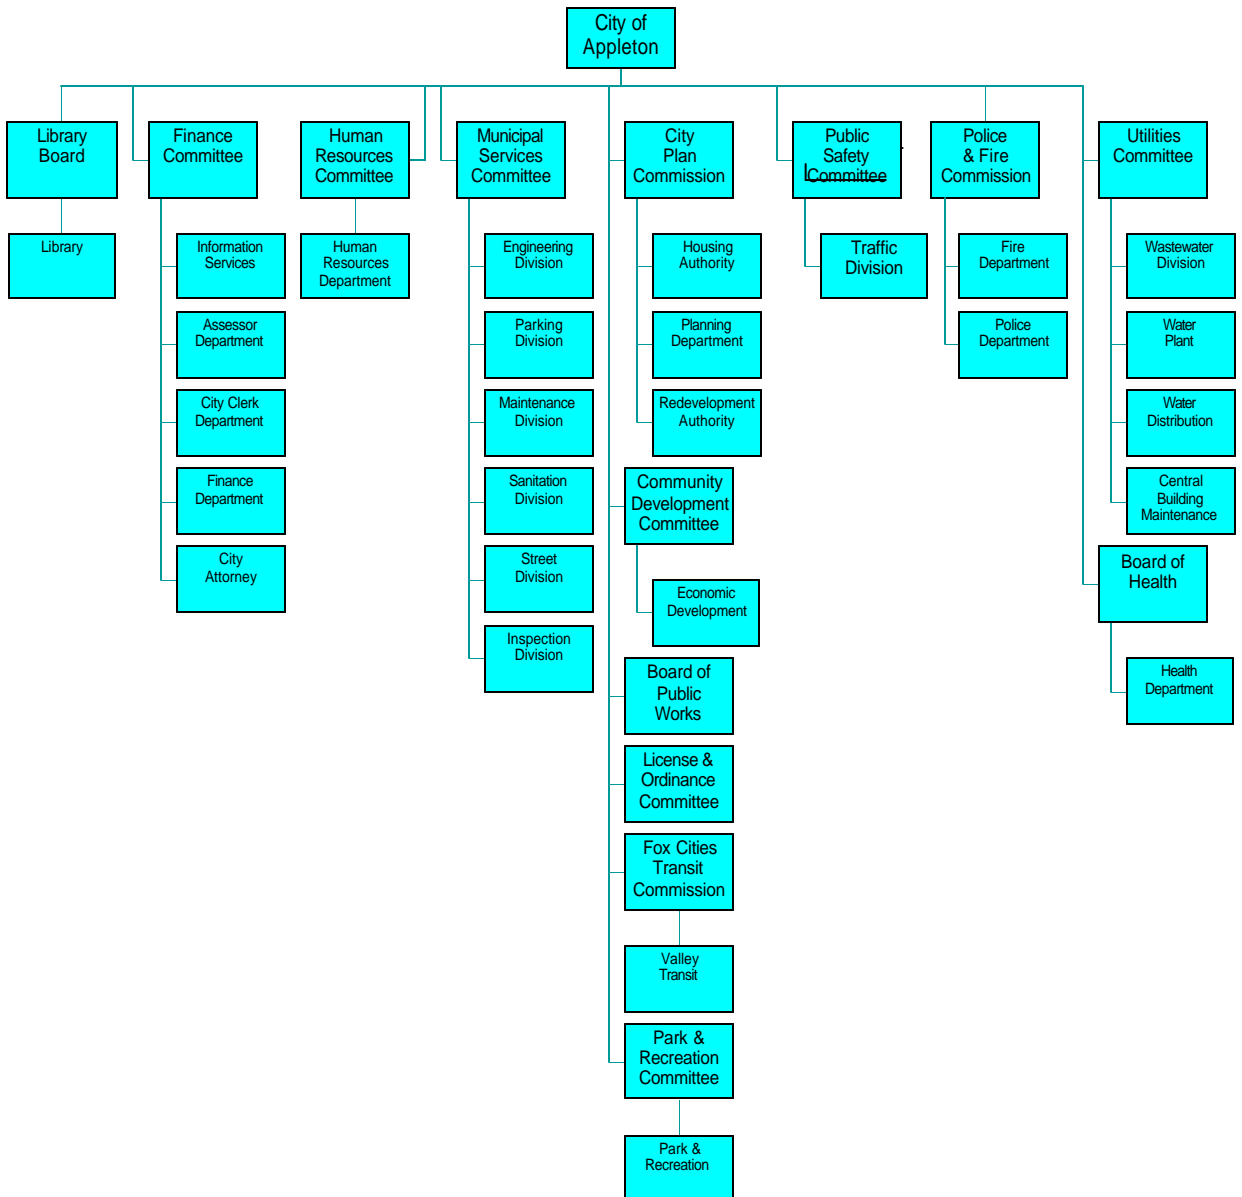 City of
Appleton
Library
Board
Finance
Committee
Human
Resources
Committee
Municipal
Services
Committee
City
Plan
Commission
Public
Safety
Committee
Police
& Fire
Commission
Utilities
Committee
Library
Information
Services
Human
Resources
Department
Engineering
Division
Housing
Authority
Traffic
Division
Fire
Department
Wastewater
Division
Assessor
Department
Parking
Division
Planning
Department
Police
Department
Water
Plant
City Clerk
Department
Maintenance
Division
Redevelopment
Authority
Water
Distribution
Finance
Department
Sanitation
Division
Community
Development
Committee
Central
Building
Maintenance
City
Attorney
Street
Division
Economic
Development
Board of
Health
Inspection
Division
Board of
Public
Works
Health
Department
License &
Ordinance
Committee
Fox Cities
Transit
Commission
Valley
Transit
Park &
Recreation
Committee
Park &
Recreation